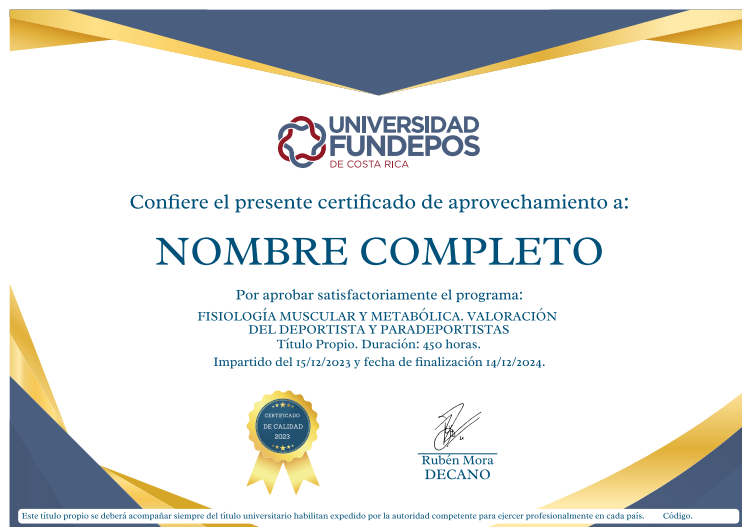 UNIVERSIDAD
FUNDEPOS
DE COSTA RICA
Confiere el presente certificado de aprovechamiento a:
NOMBRE COMPLETO
Por aprobar satisfactoriamente el programa:
FISIOLOGÍA MUSCULAR Y METABÓLICA. VALORACIÓN
DEL DEPORTISTA Y PARADEPORTISTAS
Título Propio. Duración: 450 horas.
Impartido del 15/12/2023 y fecha de finalización 14/12/2024.
CERTIFICADO
DE CALIDAD
2023
Rubén Mora
DECANO
Este título propio se deberá acompañar siempre del título universitario habilitan expedido por la autoridad competente para ejercer profesionalmente en cada país. Código.